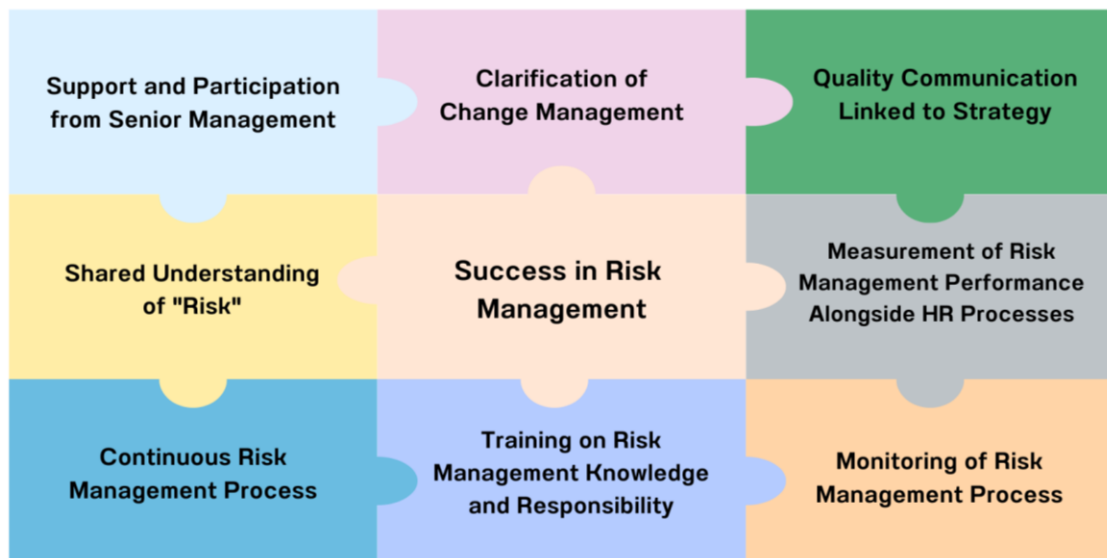 Support and Participation
from Senior Management
Clarification of
Change Management
Quality Communication
Linked to Strategy
Shared Understanding
of "Risk"
Success in Risk
Management
Measurement of Risk
Management Performance
Alongside HR Processes
Continuous Risk
Management Process
Training on Risk
Management Knowledge
and Responsibility
Monitoring of Risk
Management Process